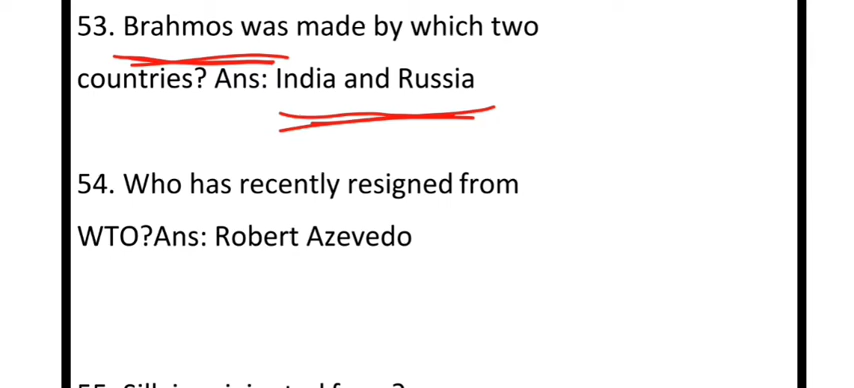 53. Brahmos was made by which two
countries? Ans: India and Russia
54. Who has recently resigned from
WTO?Ans: Robert Azevedo